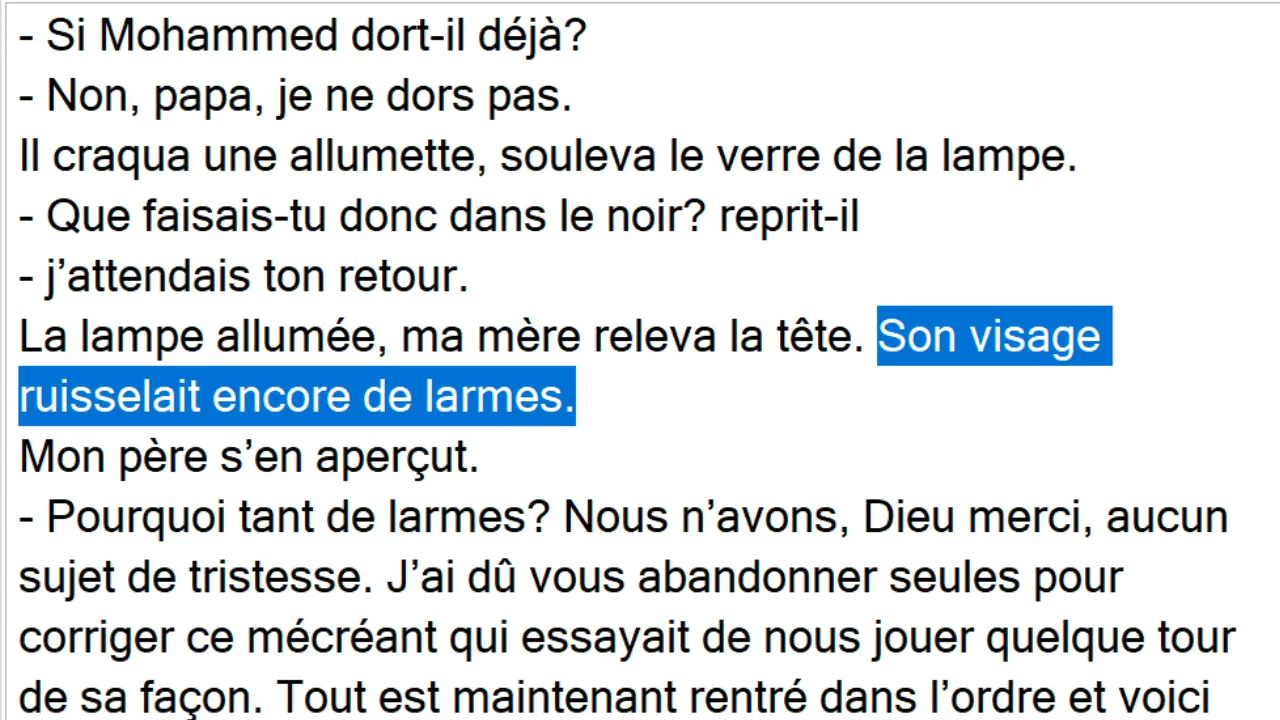 - Si Mohammed dort-il déjà?
- Non, papa, je ne dors pas.
Il craqua une allumette, souleva le verre de la lampe.
- Que faisais-tu donc dans le noir? reprit-il
- j’attendais ton retour.
La lampe allumée, ma mère releva la tête. Son visage
ruisselait encore de larmes.
Mon père s’en aperçut.
- Pourquoi tant de larmes? Nous n’avons, Dieu merci, aucun
sujet de tristesse. J’ai dû vous abandonner seules pour
corriger ce mécréant qui essayait de nous jouer quelque tour
de sa façon. Tout est maintenant rentré dans l’ordre et voici